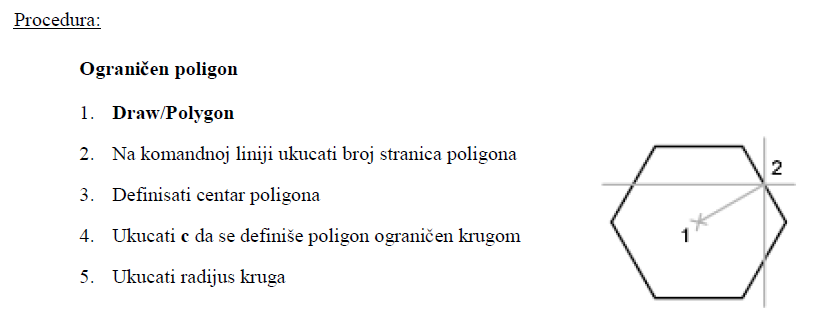 Procedura:
Ograničen poligon
1. Draw/Polygon
2. Na komandnoj liniji ukucati broj stranica poligona
3. Definisati centar poligona
4. Ukucati c da se definiše poligon ograničen krugom
5. Ukucati radijus kruga
2
1